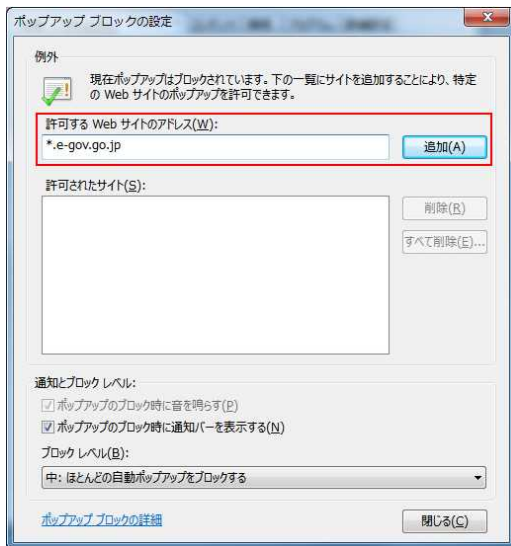 ポップアップ ブロックの設定
例外
現在ポップアップはブロックされています。下の一覧にサイトを追加することにより、特定
の Web サイトのポップアップを許可できます。
許可する Web サイトのアドレス(W):
*.e-gov.go.jp
追加(A)
許可されたサイト(S):
削除(R)
すべて削除(E)...
通知とブロック レベル:
ポップアップのブロック時に音を鳴らす(P)
ポップアップのブロック時に通知バーを表示する(N)
ブロック レベル(B):
中: ほとんどの自動ポップアップをブロックする
ポップアップ ブロックの詳細
閉じる(C)